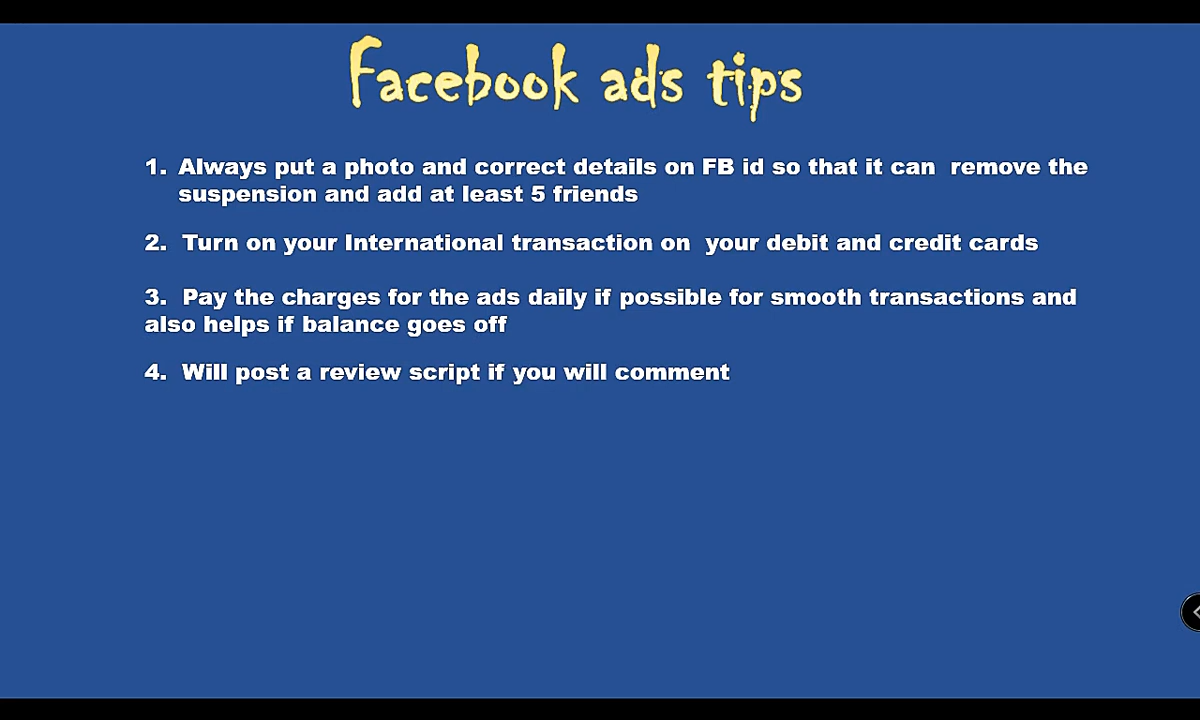 Facebook ads tips
1. Always put a photo and correct details on FB id so that it can remove the
suspension and add at least 5 friends
2. Turn on your International transaction on your debit and credit cards
3. Pay the charges for the ads daily if possible for smooth transactions and
also helps if balance goes off
4. Will post a review script if you will comment